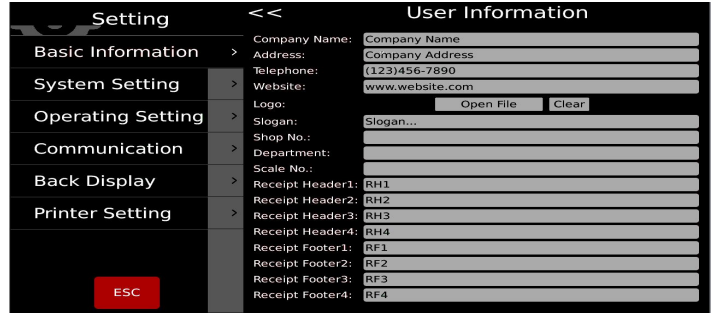 Setting
Basic Information >
System Setting >
Operating Setting >
Communication >
Back Display >
Printer Setting >
ESC
<< User Information
Company Name: Company Name
Address: Company Address
Telephone: (123)456-7890
Website: www.website.com
Logo: Open File Clear
Slogan: Slogan...
Shop No.:
Department:
Scale No.:
Receipt Header1: RH1
Receipt Header2: RH2
Receipt Header3: RH3
Receipt Header4: RH4
Receipt Footer1: RF1
Receipt Footer2: RF2
Receipt Footer3: RF3
Receipt Footer4: RF4